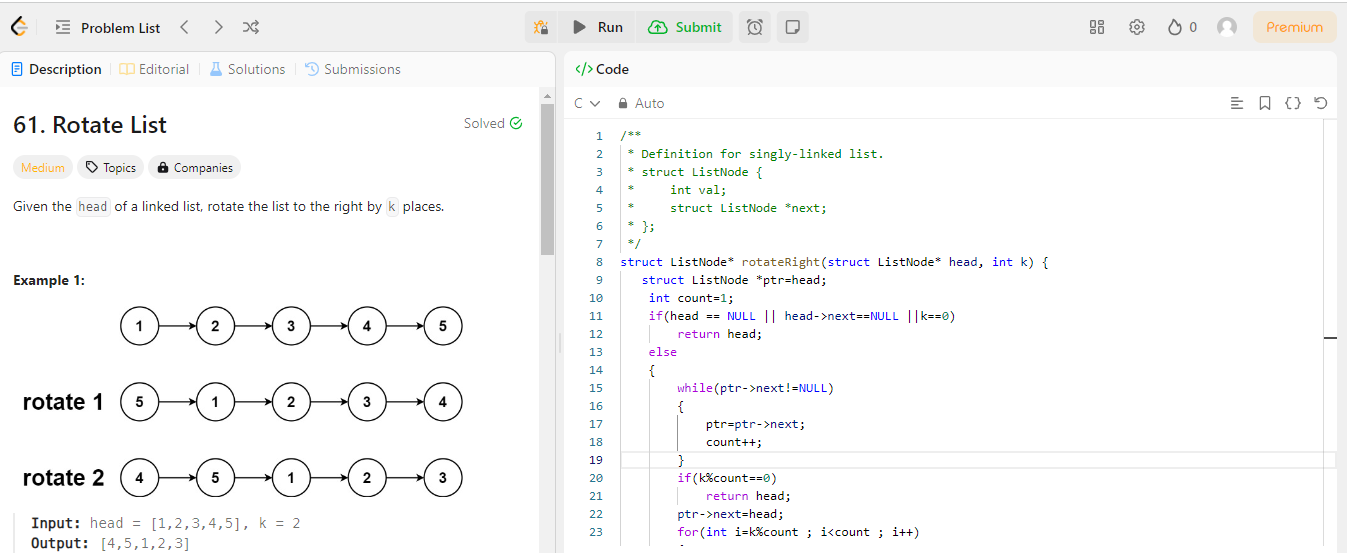 Problem List
Run
Submit
0
Premium
Description
Editorial
Solutions
Submissions
61. Rotate List
Solved
Medium
Topics
Companies
Given the head of a linked list, rotate the list to the right by k places.
Example 1:
1 2 3 4 5
rotate 1 5 1 2 3 4
rotate 2 4 5 1 2 3
Input: head = [1,2,3,4,5], k = 2
Output: [4,5,1,2,3]
</> Code
C
Auto
1 /**
2  * Definition for singly-linked list.
3  * struct ListNode {
4  *     int val;
5  *     struct ListNode *next;
6  * };
7  */
8 struct ListNode* rotateRight(struct ListNode* head, int k) {
9    struct ListNode *ptr=head;
10     int count=1;
11     if(head == NULL || head->next==NULL ||k==0)
12         return head;
13     else
14     {
15         while(ptr->next!=NULL)
16         {
17             ptr=ptr->next;
18             count++;
19         }
20         if(k%count==0)
21             return head;
22         ptr->next=head;
23         for(int i=k%count ; i<count ; i++)